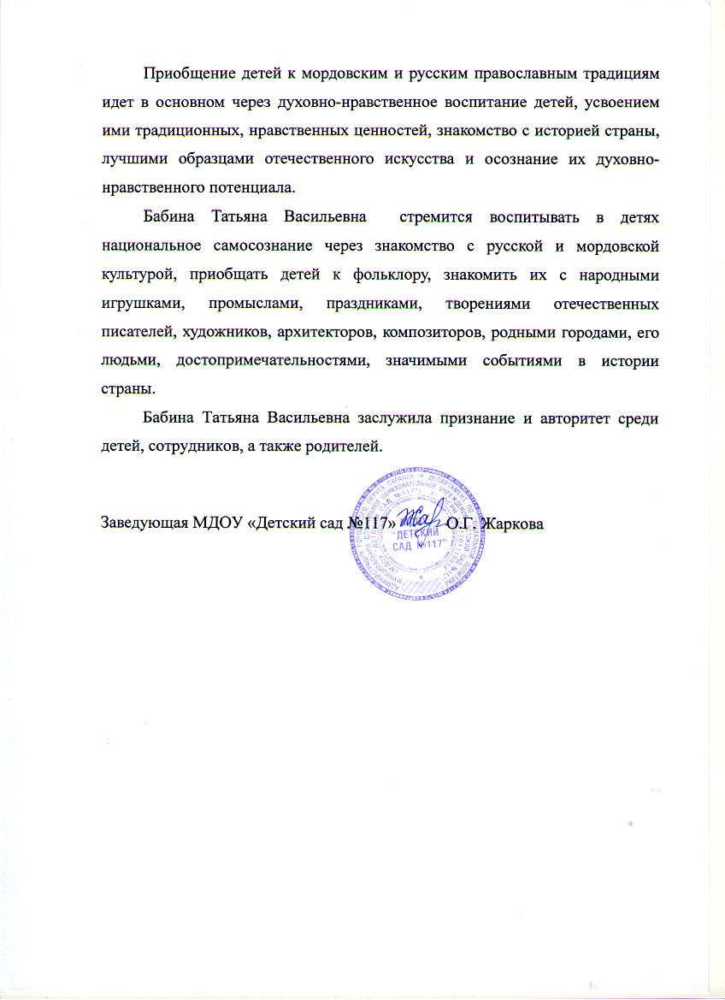 Приобщение детей к мордовским и русским православным традициям
идет в основном через духовно-нравственное воспитание детей, усвоением
ими традиционных, нравственных ценностей, знакомство с историей страны,
лучшими образцами отечественного искусства и осознание их духовно-
нравственного потенциала.
Бабина Татьяна Васильевна стремится воспитывать в детях
национальное самосознание через знакомство с русской и мордовской
культурой, приобщать детей к фольклору, знакомить их с народными
игрушками, промыслами, праздниками, творениями отечественных
писателей, художников, архитекторов, композиторов, родными городами, его
людьми, достопримечательностями, значимыми событиями в истории
страны.
Бабина Татьяна Васильевна заслужила признание и авторитет среди
детей, сотрудников, а также родителей.
Заведующая МДОУ «Детский сад №117» О.Г. Жаркова
"ДЕТСКИЙ
САД №117"